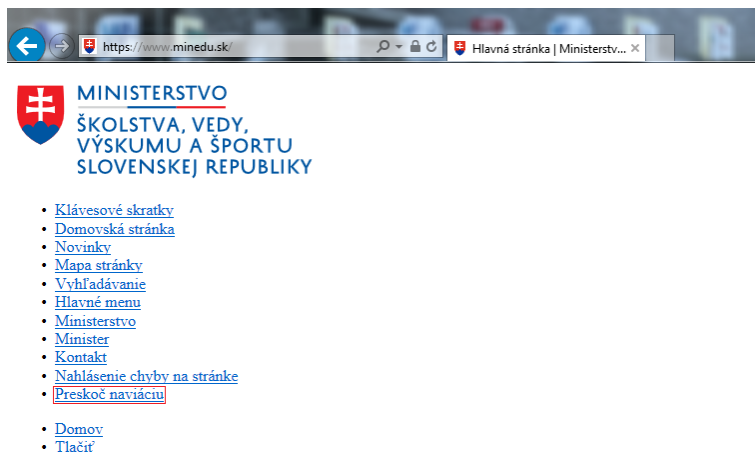 https://www.minedu.sk/
Hlavná stránka | Ministerstv...
MINISTERSTVO
ŠKOLSTVA, VEDY,
VÝSKUMU A ŠPORTU
SLOVENSKEJ REPUBLIKY
Klávesové skratky
Domovská stránka
Novinky
Mapa stránky
Vyhľadávanie
Hlavné menu
Ministerstvo
Minister
Kontakt
Nahlásenie chyby na stránke
Preskoč naviáciu
Domov
Tlačiť